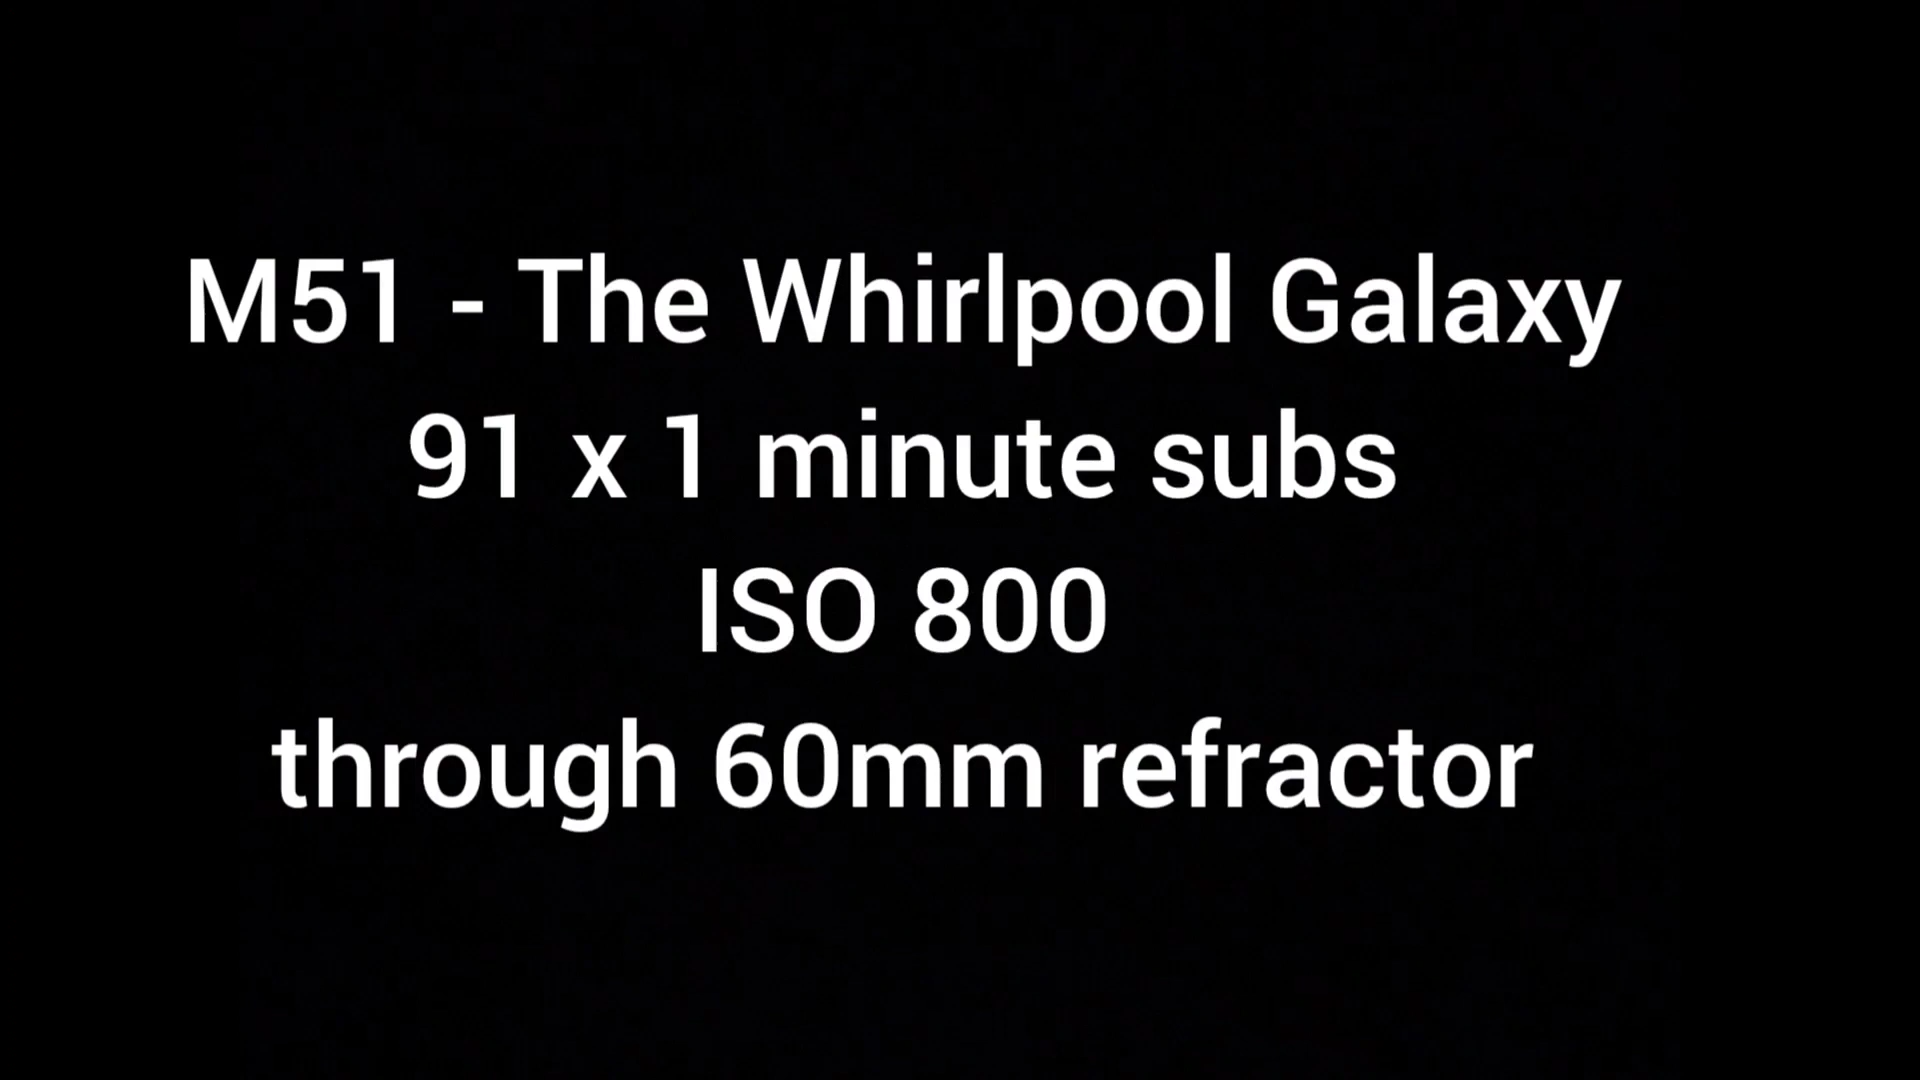 M51 - The Whirlpool Galaxy
91 x 1 minute subs
ISO 800
through 60mm refractor